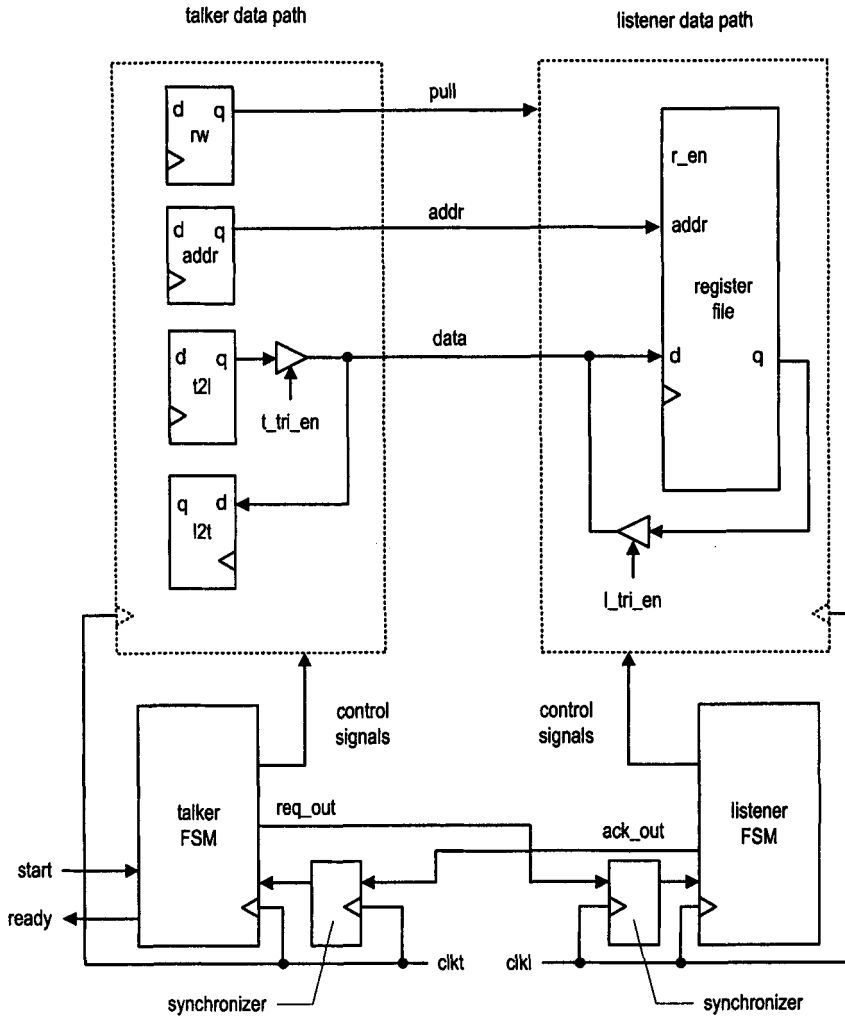 talker data path
listener data path
d q
rw
pull
r_en
d q
addr
addr
addr
register
file
d q
t2l
data
d q
t_tri_en
q d
l2t
l_tri_en
control
signals
control
signals
talker
FSM
req_out
ack_out
listener
FSM
start
ready
clkt
clkl
synchronizer
synchronizer